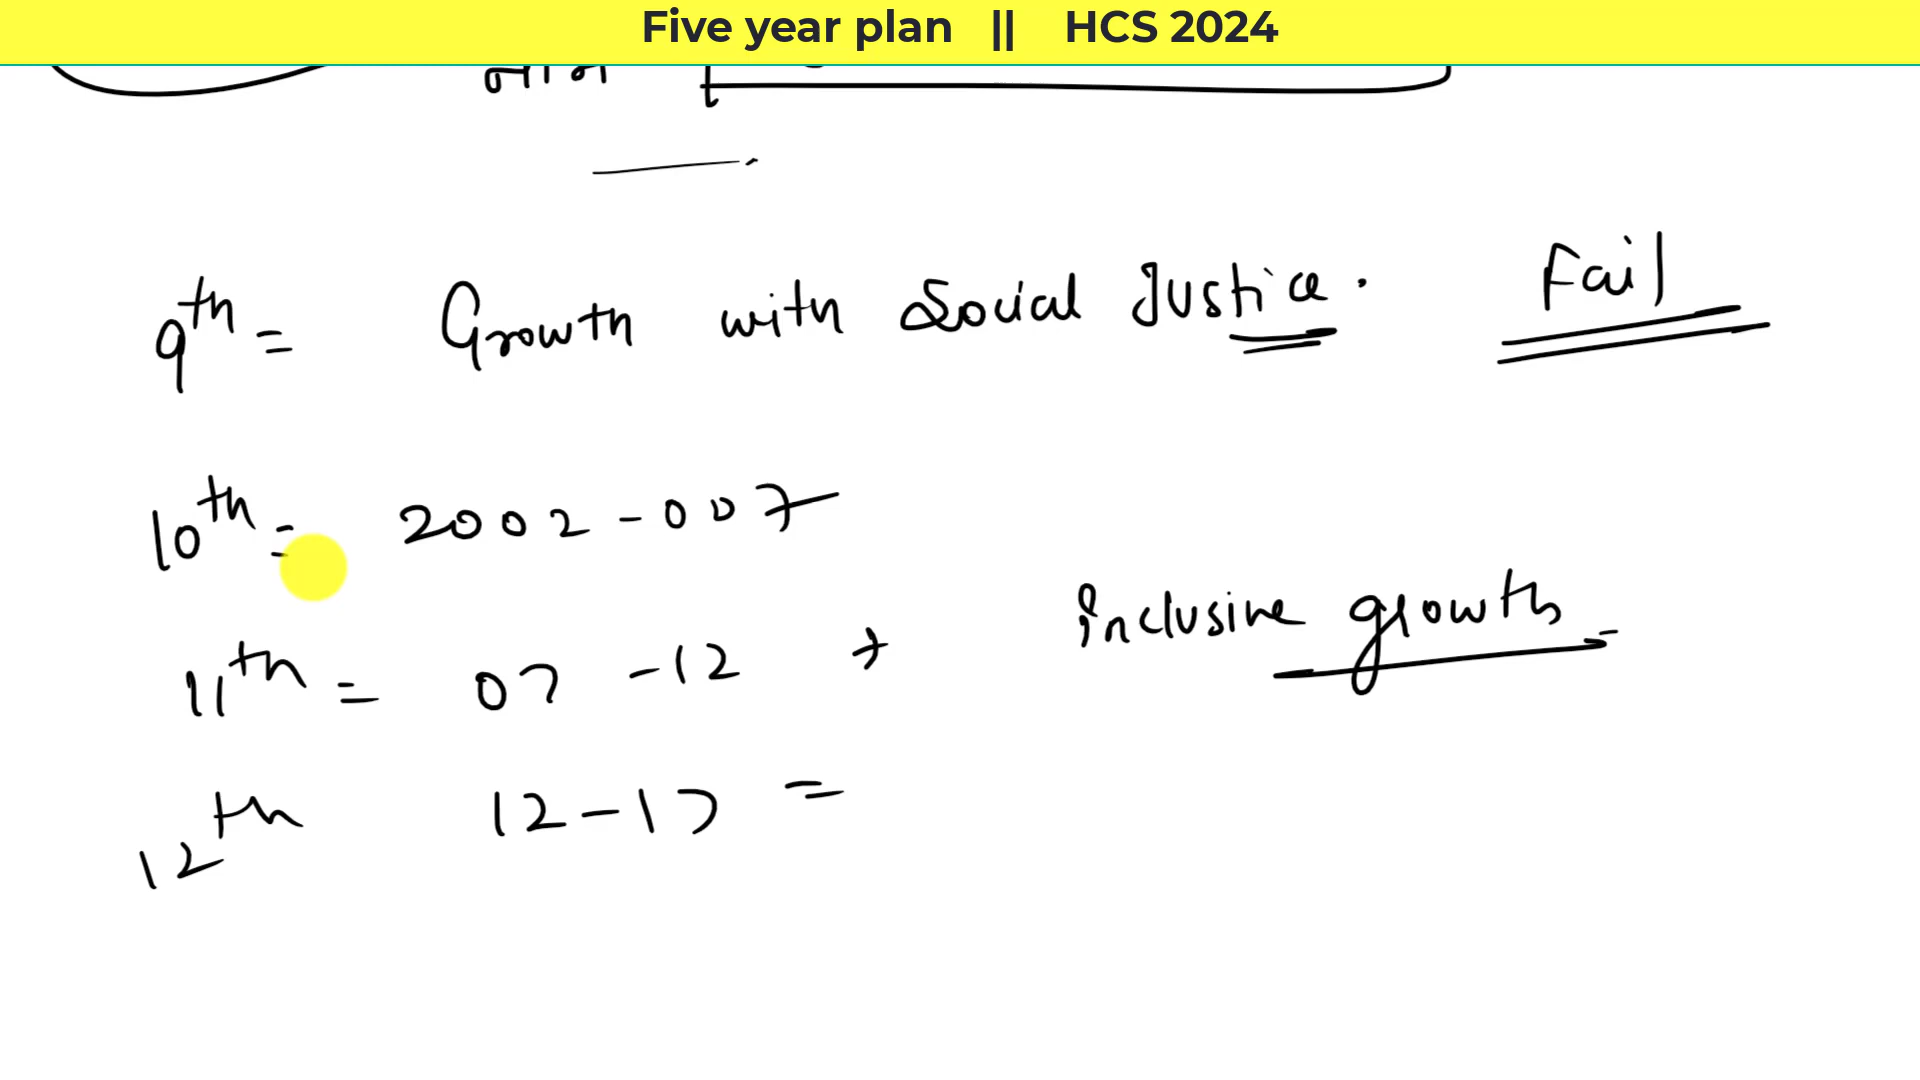 Five year plan || HCS 2024
9th = Growth with Social Justice. Fail
10th = 2002-007
11th = 07-12 → Inclusive growth
12th 12-17 =